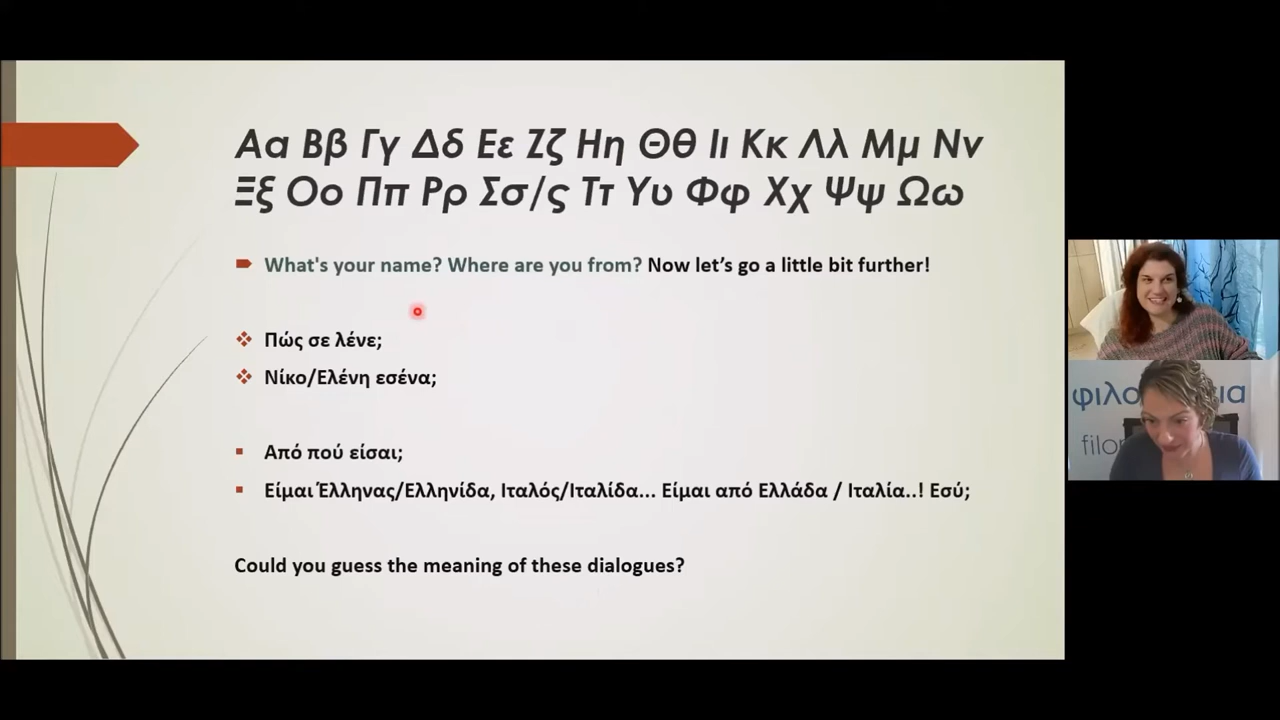 Αα Ββ Γγ Δδ Εε Ζζ Ηη Θθ Ιι Κκ Λλ Μμ Νν
Ξξ Οο Ππ Ρρ Σσ/ς Ττ Υυ Φφ Χχ Ψψ Ωω
What's your name? Where are you from? Now let’s go a little bit further!
Πώς σε λένε;
Νίκο/Ελένη εσένα;
Από πού είσαι;
Είμαι Έλληνας/Ελληνίδα, Ιταλός/Ιταλίδα... Είμαι από Ελλάδα / Ιταλία..! Εσύ;
Could you guess the meaning of these dialogues?